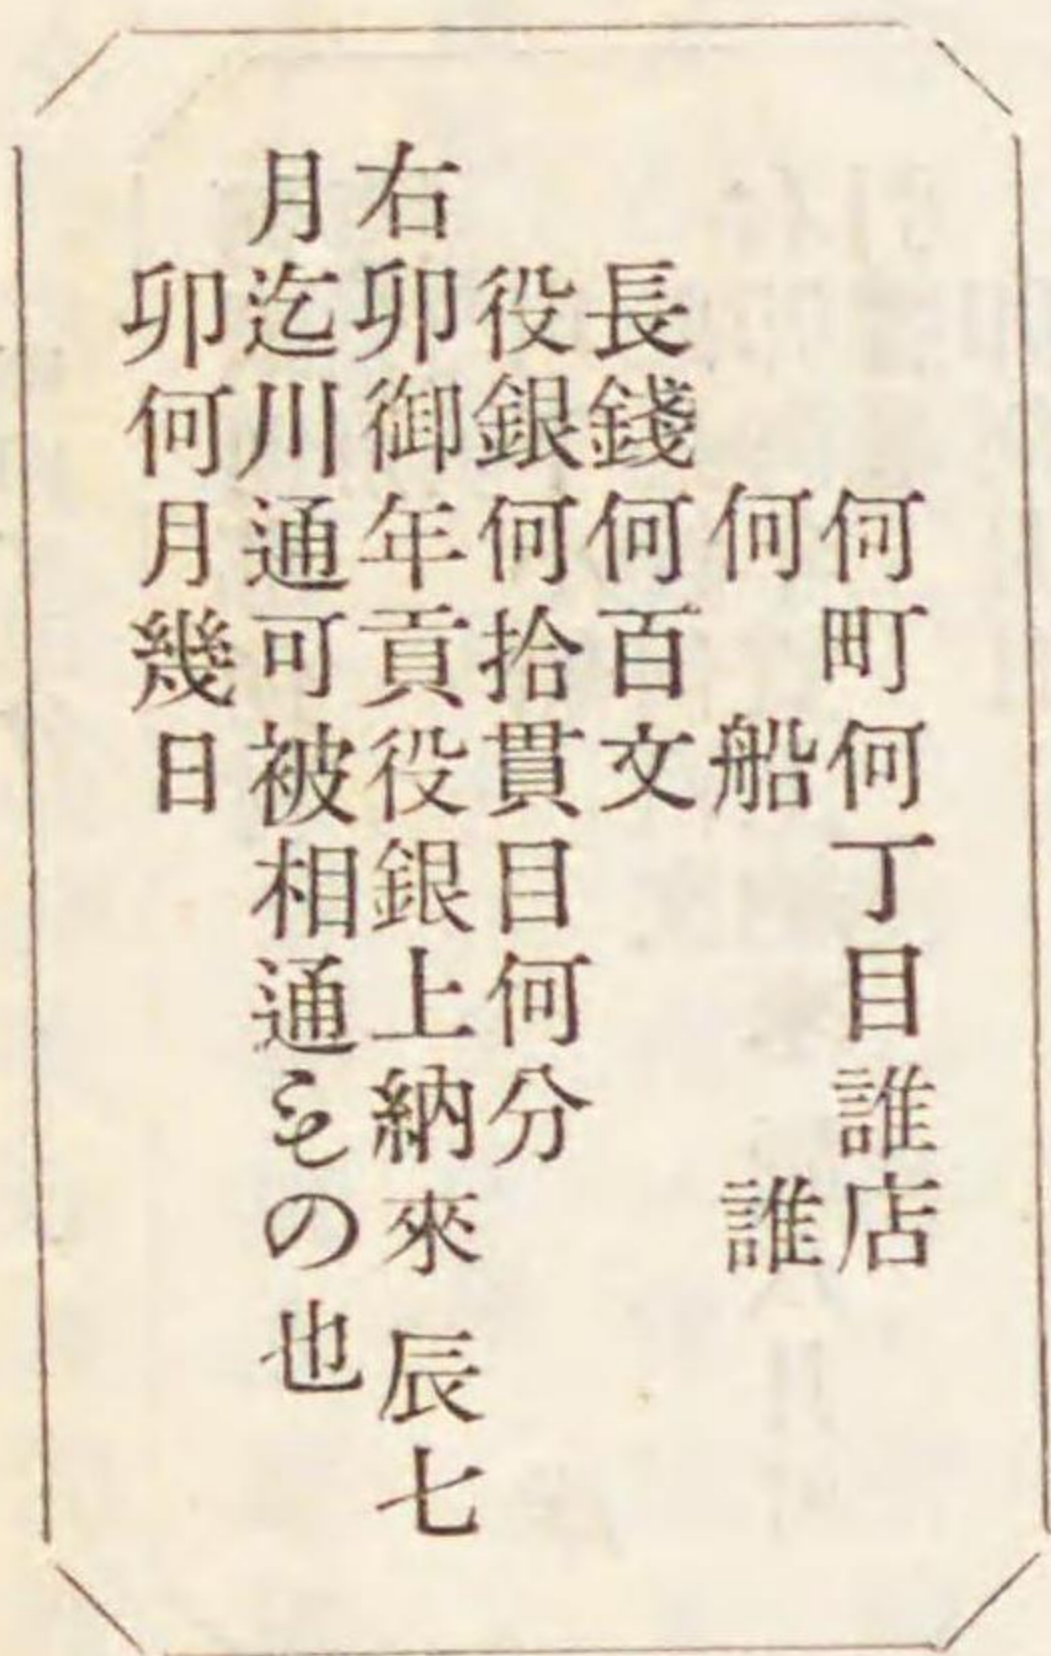 何町何丁目誰店
何　船　　　誰
長錢何百文
役銀何拾貫目何分
右卯御年貢役銀上納來辰七
月迄川通可被相通もの也
卯何月幾日